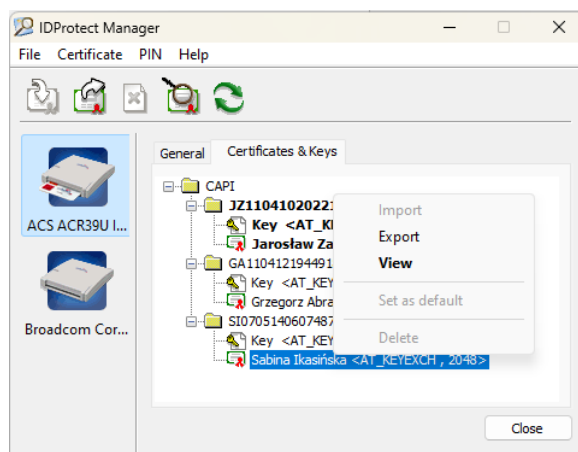 IDProtect Manager
File Certificate PIN Help
General Certificates & Keys
ACS ACR39U I...
Broadcom Cor...
CAPI
JZ1104102022
Key <AT_K
Jarosław Za
GA110412194491
Key <AT_KEY
Grzegorz Abra
SI070514060748
Key <AT_KEY
Sabina Ikasińska <AT_KEYEXCH , 2048>
Import
Export
View
Set as default
Delete
Close